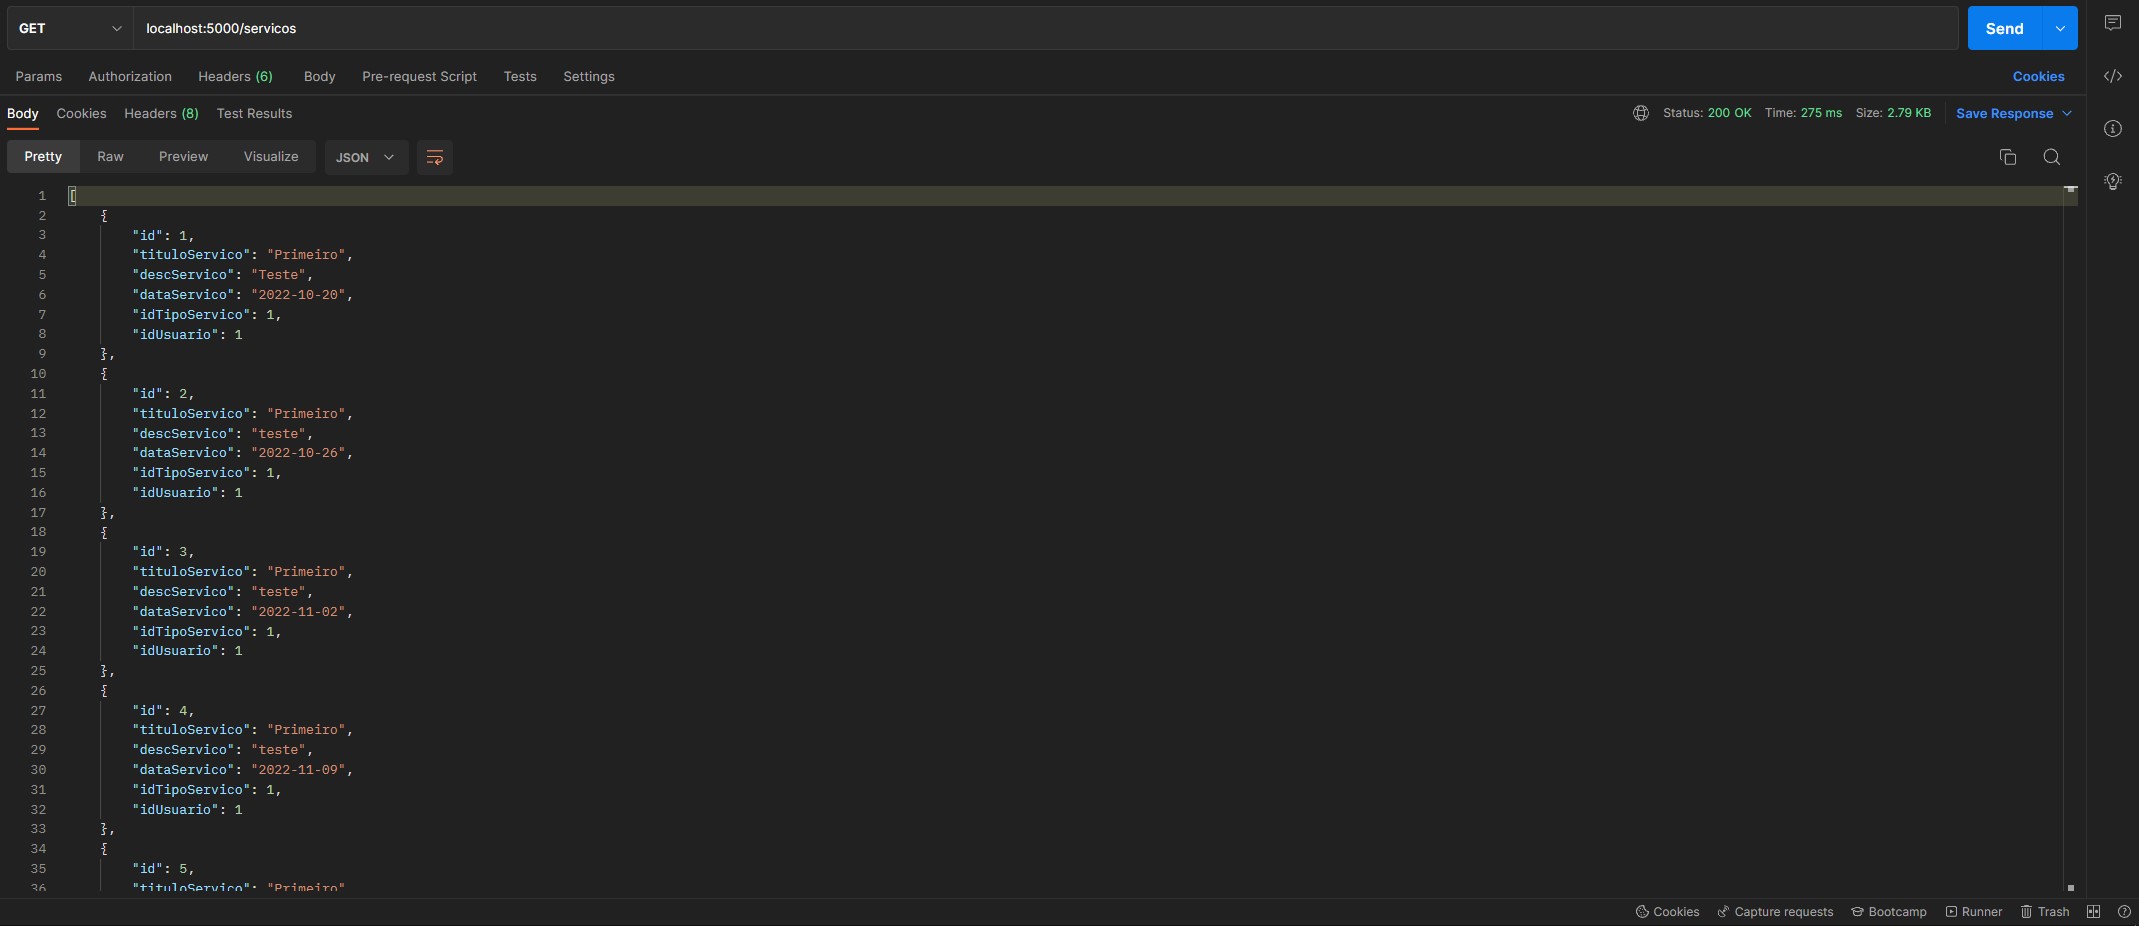 GET localhost:5000/servicos Send
Params Authorization Headers (6) Body Pre-request Script Tests Settings Cookies
Body Cookies Headers (8) Test Results Status: 200 OK Time: 275 ms Size: 2.79 KB Save Response
Pretty Raw Preview Visualize JSON
1 [
2 {
3 "id": 1,
4 "tituloServico": "Primeiro",
5 "descServico": "Teste",
6 "dataServico": "2022-10-20",
7 "idTipoServico": 1,
8 "idUsuario": 1
9 },
10 {
11 "id": 2,
12 "tituloServico": "Primeiro",
13 "descServico": "teste",
14 "dataServico": "2022-10-26",
15 "idTipoServico": 1,
16 "idUsuario": 1
17 },
18 {
19 "id": 3,
20 "tituloServico": "Primeiro",
21 "descServico": "teste",
22 "dataServico": "2022-11-02",
23 "idTipoServico": 1,
24 "idUsuario": 1
25 },
26 {
27 "id": 4,
28 "tituloServico": "Primeiro",
29 "descServico": "teste",
30 "dataServico": "2022-11-09",
31 "idTipoServico": 1,
32 "idUsuario": 1
33 },
34 {
35 "id": 5,
36 "tituloServico": "Primeiro"
Cookies Capture requests Bootcamp Runner Trash